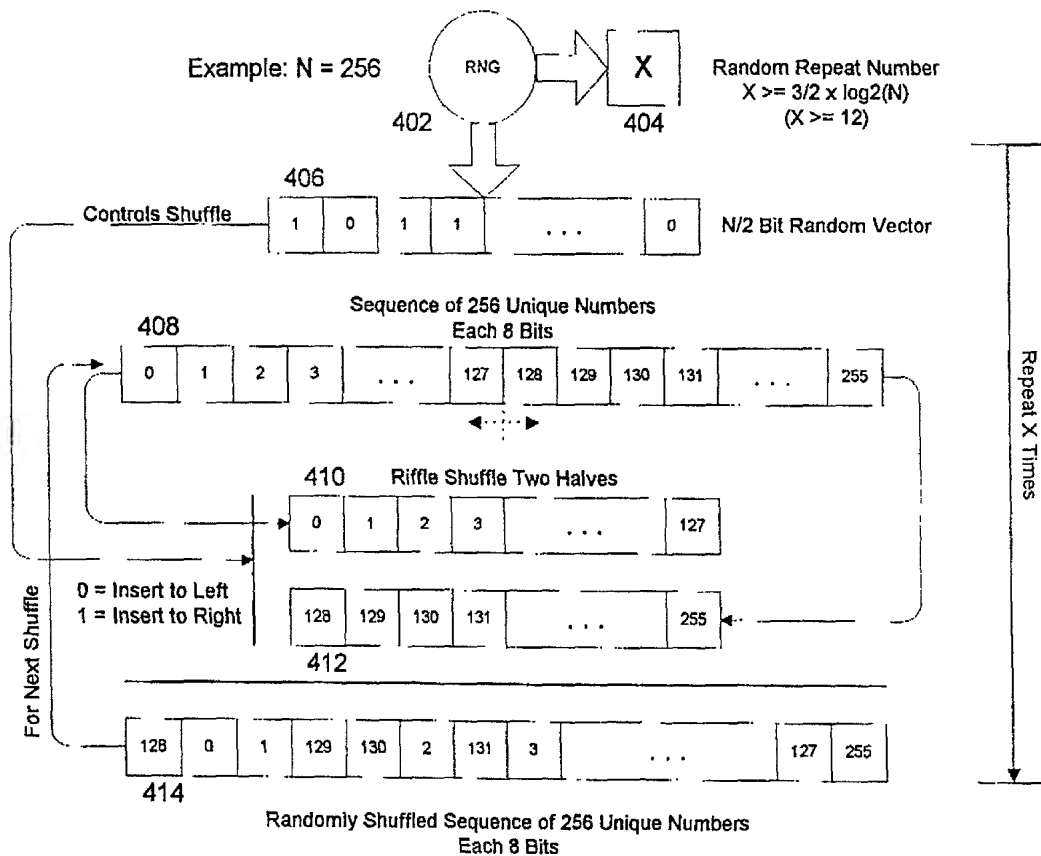 Example: N = 256
RNG
X
Random Repeat Number
X >= 3/2 x log2(N)
(X >= 12)
402
404
406
Controls Shuffle
1 0 1 1 . . . 0
N/2 Bit Random Vector
Sequence of 256 Unique Numbers
Each 8 Bits
408
0 1 2 3 . . . 127 128 129 130 131 . . . 255
Repeat X Times
410
Riffle Shuffle Two Halves
0 1 2 3 . . . 127
0 = Insert to Left
1 = Insert to Right
128 129 130 131 . . . 255
412
For Next Shuffle
128 0 1 129 130 2 131 3 . . . 127 255
414
Randomly Shuffled Sequence of 256 Unique Numbers
Each 8 Bits